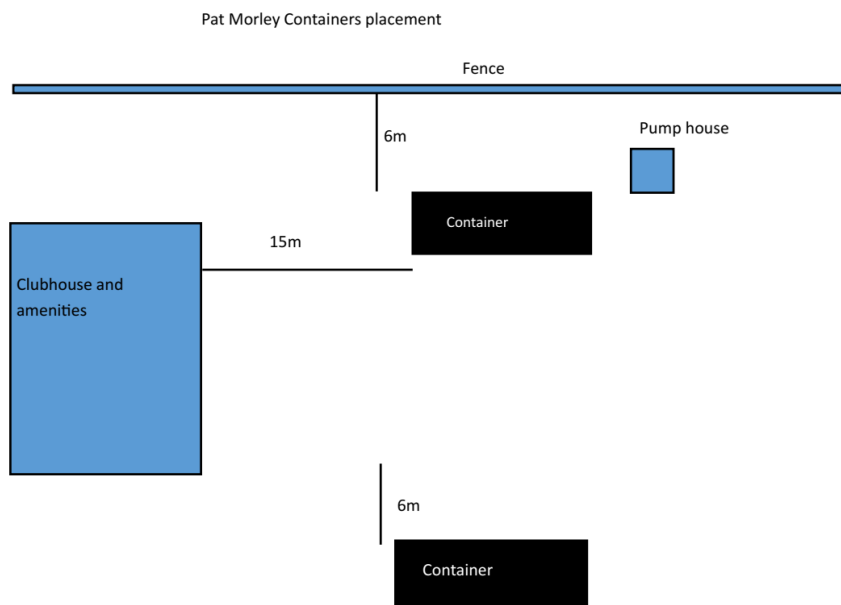 Pat Morley Containers placement
Fence
6m
Pump house
Container
15m
Clubhouse and
amenities
6m
Container